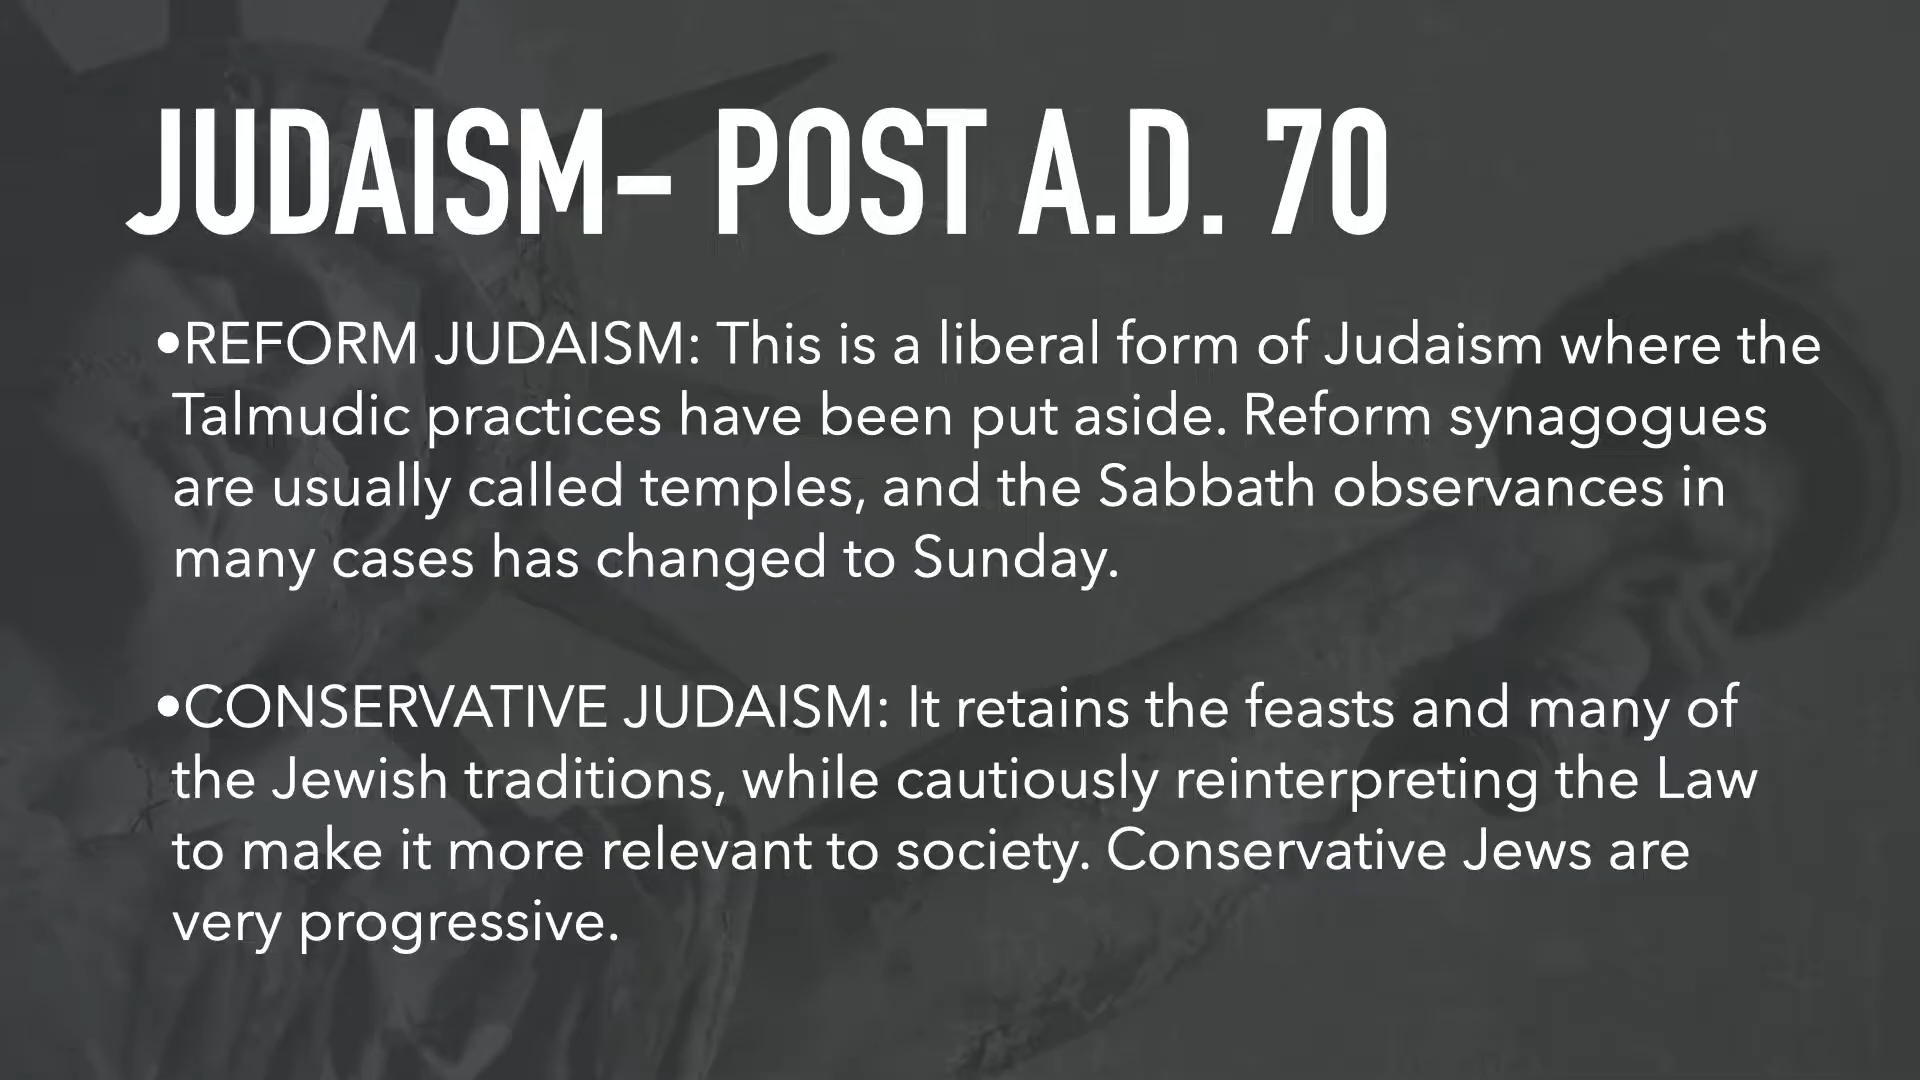 JUDAISM- POST A.D. 70
•REFORM JUDAISM: This is a liberal form of Judaism where the
Talmudic practices have been put aside. Reform synagogues
are usually called temples, and the Sabbath observances in
many cases has changed to Sunday.
•CONSERVATIVE JUDAISM: It retains the feasts and many of
the Jewish traditions, while cautiously reinterpreting the Law
to make it more relevant to society. Conservative Jews are
very progressive.